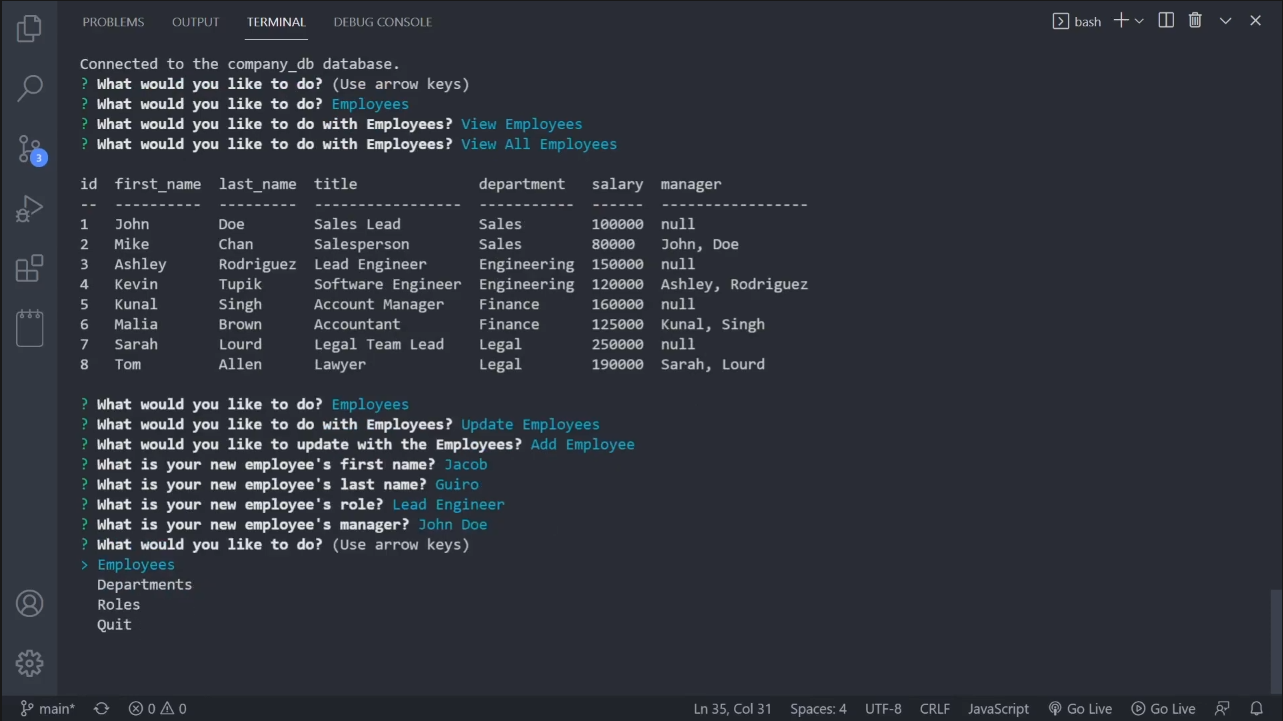 PROBLEMS OUTPUT TERMINAL DEBUG CONSOLE bash
Connected to the company_db database.
? What would you like to do? (Use arrow keys)
? What would you like to do? Employees
? What would you like to do with Employees? View Employees
? What would you like to do with Employees? View All Employees
id first_name last_name title department salary manager
-- ---------- --------- ----------------- ----------- ------ -----------------
1 John Doe Sales Lead Sales 100000 null
2 Mike Chan Salesperson Sales 80000 John, Doe
3 Ashley Rodriguez Lead Engineer Engineering 150000 null
4 Kevin Tupik Software Engineer Engineering 120000 Ashley, Rodriguez
5 Kunal Singh Account Manager Finance 160000 null
6 Malia Brown Accountant Finance 125000 Kunal, Singh
7 Sarah Lourd Legal Team Lead Legal 250000 null
8 Tom Allen Lawyer Legal 190000 Sarah, Lourd
? What would you like to do? Employees
? What would you like to do with Employees? Update Employees
? What would you like to update with the Employees? Add Employee
? What is your new employee's first name? Jacob
? What is your new employee's last name? Guiro
? What is your new employee's role? Lead Engineer
? What is your new employee's manager? John Doe
? What would you like to do? (Use arrow keys)
> Employees
Departments
Roles
Quit
3
main* 0 0 Ln 35, Col 31 Spaces: 4 UTF-8 CRLF JavaScript Go Live Go Live